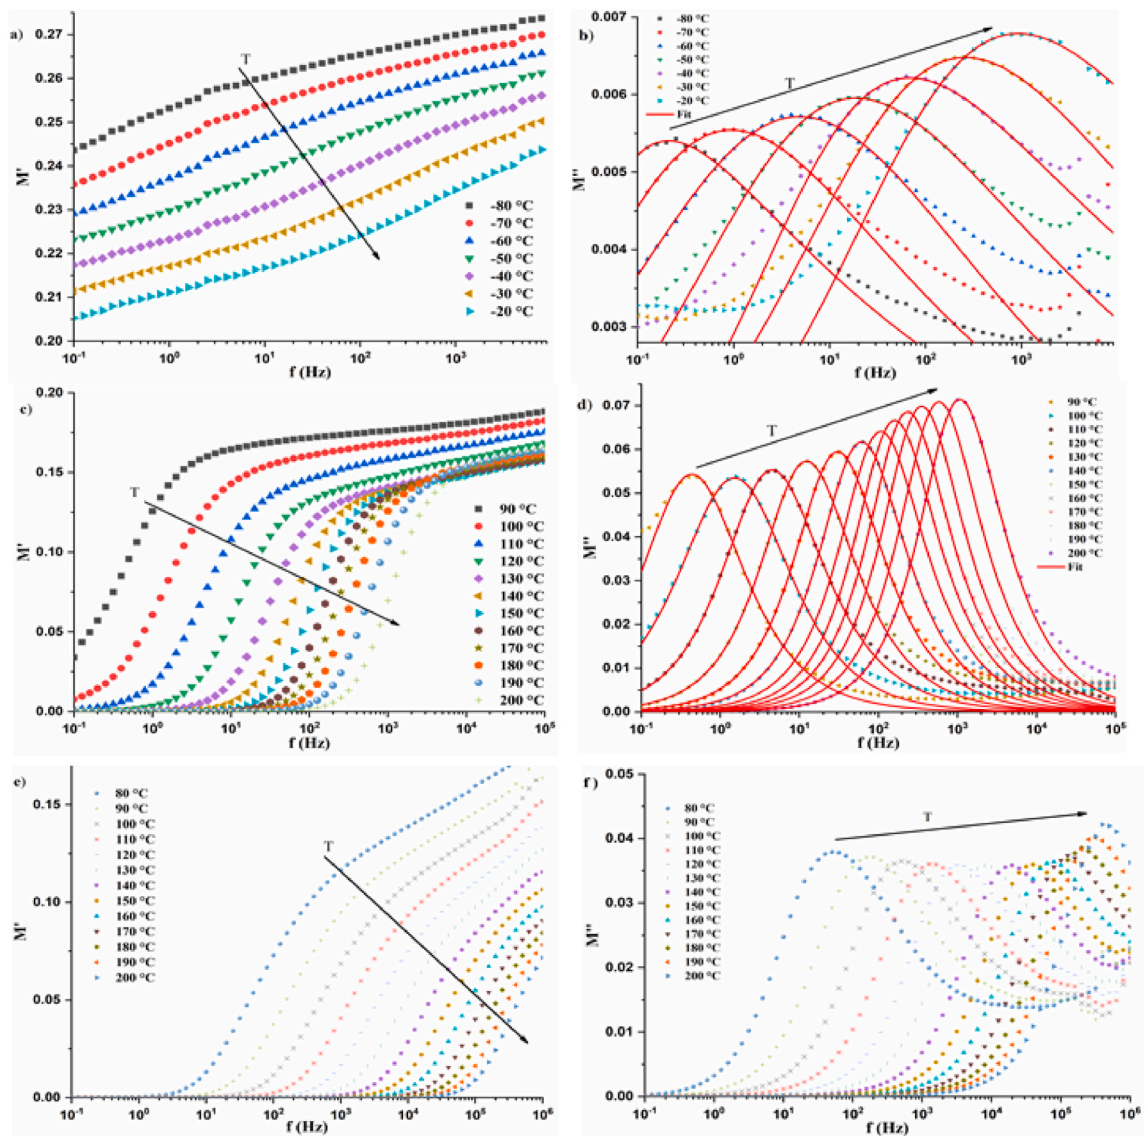 a)
M'
0.27
0.26
0.25
0.24
0.23
0.22
0.21
0.20
T
-80 °C
-70 °C
-60 °C
-50 °C
-40 °C
-30 °C
-20 °C
10⁻¹ 10⁰ 10¹ 10² 10³
f (Hz)
b)
M''
0.007
0.006
0.005
0.004
0.003
T
-80 °C
-70 °C
-60 °C
-50 °C
-40 °C
-30 °C
-20 °C
Fit
10⁻¹ 10⁰ 10¹ 10² 10³
f (Hz)
c)
M'
0.20
0.15
0.10
0.05
0.00
T
90 °C
100 °C
110 °C
120 °C
130 °C
140 °C
150 °C
160 °C
170 °C
180 °C
190 °C
200 °C
10⁻¹ 10⁰ 10¹ 10² 10³ 10⁴ 10⁵
f (Hz)
d)
M''
0.07
0.06
0.05
0.04
0.03
0.02
0.01
0.00
T
90 °C
100 °C
110 °C
120 °C
130 °C
140 °C
150 °C
160 °C
170 °C
180 °C
190 °C
200 °C
Fit
10⁻¹ 10⁰ 10¹ 10² 10³ 10⁴ 10⁵
f (Hz)
e)
M'
0.15
0.10
0.05
0.00
T
80 °C
90 °C
100 °C
110 °C
120 °C
130 °C
140 °C
150 °C
160 °C
170 °C
180 °C
190 °C
200 °C
10⁻¹ 10⁰ 10¹ 10² 10³ 10⁴ 10⁵ 10⁶
f (Hz)
f)
M''
0.05
0.04
0.03
0.02
0.01
0.00
T
80 °C
90 °C
100 °C
110 °C
120 °C
130 °C
140 °C
150 °C
160 °C
170 °C
180 °C
190 °C
200 °C
10⁻¹ 10⁰ 10¹ 10² 10³ 10⁴ 10⁵ 10⁶
f (Hz)